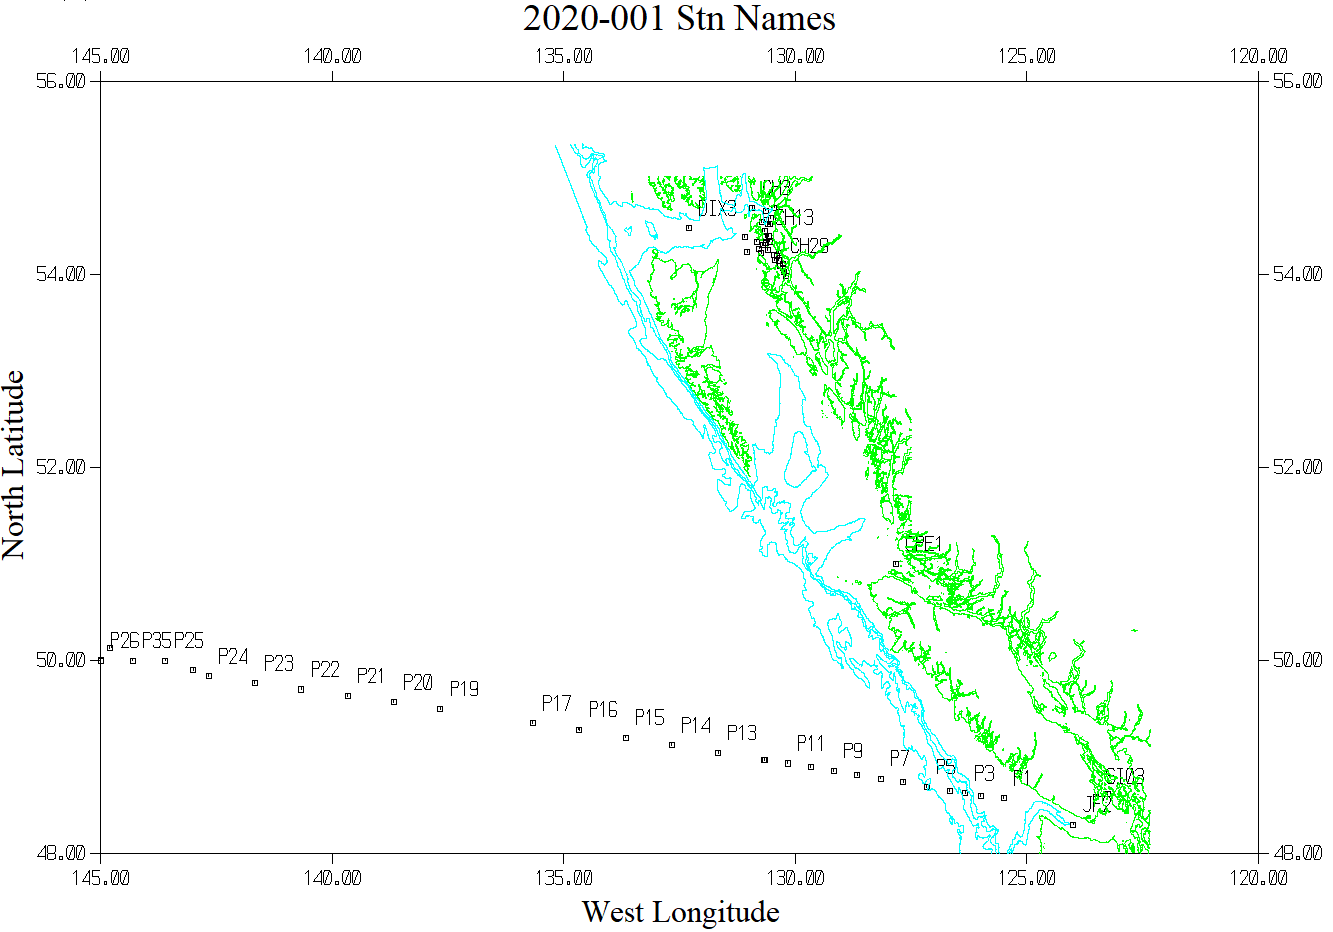 2020-001 Stn Names
145.00 140.00 135.00 130.00 125.00 120.00
56.00 56.00
CH3
DIX3 CH13
CH29
54.00 54.00
North Latitude
52.00 52.00
CPE1
P26 P35 P25
50.00 P24 P23 P22 P21 P20 P19 50.00
P17 P16 P15 P14 P13 P11 P9 P7 P5 P3 P1
SI03
JF2
48.00 48.00
145.00 140.00 135.00 130.00 125.00 120.00
West Longitude